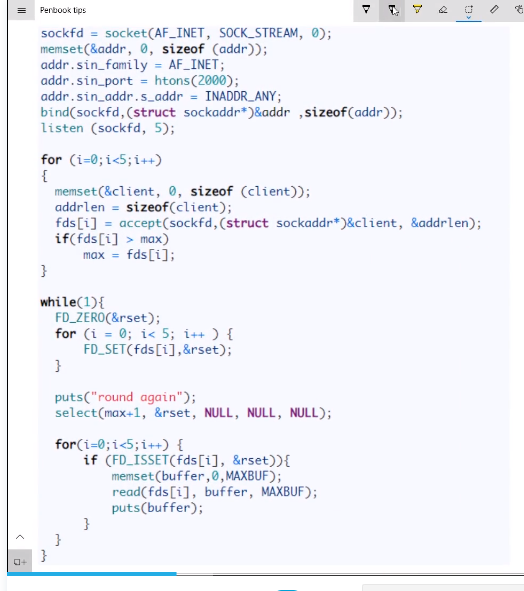 Penbook tips
sockfd = socket(AF_INET, SOCK_STREAM, 0);
memset(&addr, 0, sizeof (addr));
addr.sin_family = AF_INET;
addr.sin_port = htons(2000);
addr.sin_addr.s_addr = INADDR_ANY;
bind(sockfd,(struct sockaddr*)&addr ,sizeof(addr));
listen (sockfd, 5);
for (i=0;i<5;i++)
{
memset(&client, 0, sizeof (client));
addrlen = sizeof(client);
fds[i] = accept(sockfd,(struct sockaddr*)&client, &addrlen);
if(fds[i] > max)
max = fds[i];
}
while(1){
FD_ZERO(&rset);
for (i = 0; i< 5; i++ ) {
FD_SET(fds[i],&rset);
}
puts("round again");
select(max+1, &rset, NULL, NULL, NULL);
for(i=0;i<5;i++) {
if (FD_ISSET(fds[i], &rset)){
memset(buffer,0,MAXBUF);
read(fds[i], buffer, MAXBUF);
puts(buffer);
}
}
}